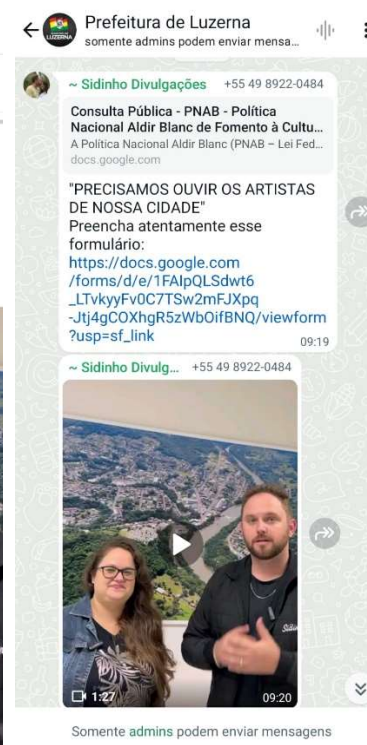 Prefeitura de Luzerna
somente admins podem enviar mensa...
~ Sidinho Divulgações +55 49 8922-0484
Consulta Pública - PNAB - Política
Nacional Aldir Blanc de Fomento à Cultu...
A Política Nacional Aldir Blanc (PNAB – Lei Fed...
docs.google.com
"PRECISAMOS OUVIR OS ARTISTAS
DE NOSSA CIDADE"
Preencha atentamente esse
formulário:
https://docs.google.com
/forms/d/e/1FAIpQLSdwt6
_LTvkyyFv0C7TSw2mFJXpq
-Jtj4gCOXhgR5zWbOifBNQ/viewform
?usp=sf_link
09:19
~ Sidinho Divulg... +55 49 8922-0484
1:27
09:20
Somente admins podem enviar mensagens